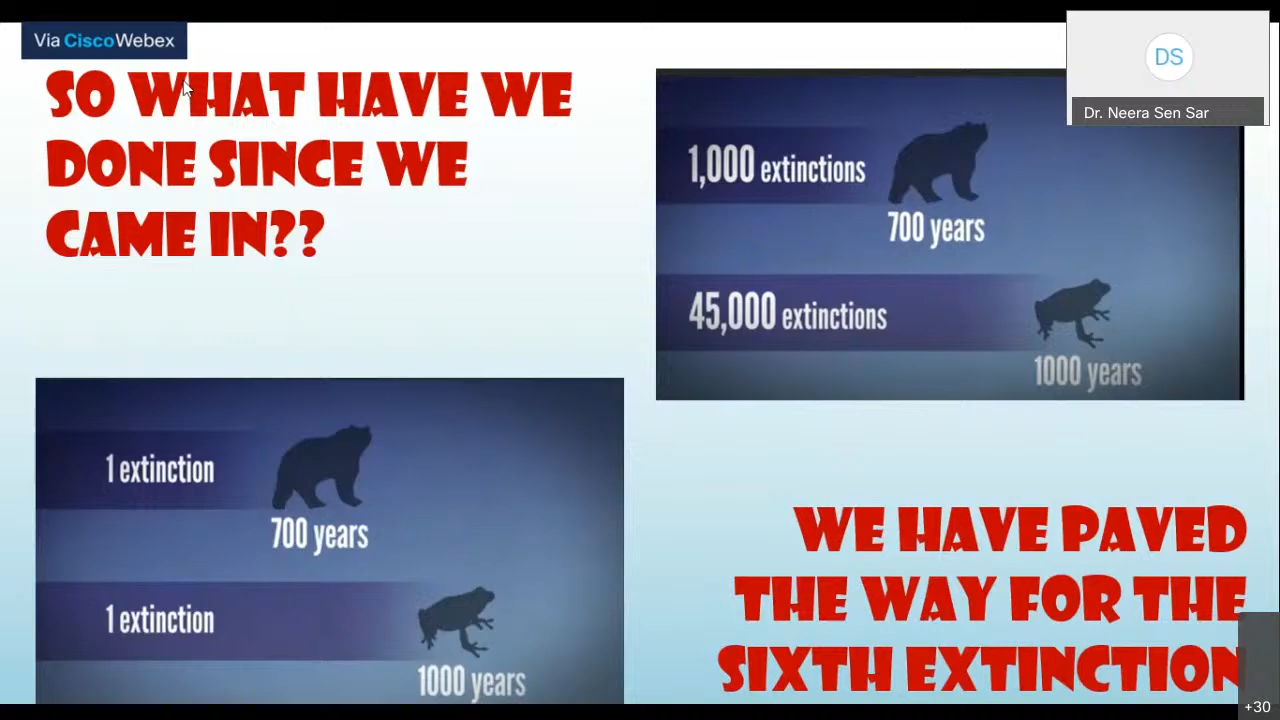 Via CiscoWebex
SO WHAT HAVE WE
DONE SINCE WE
CAME IN??
DS
Dr. Neera Sen Sar
1,000 extinctions
700 years
45,000 extinctions
1000 years
1 extinction
700 years
1 extinction
1000 years
WE HAVE PAVED
THE WAY FOR THE
SIXTH EXTINCTION
+30